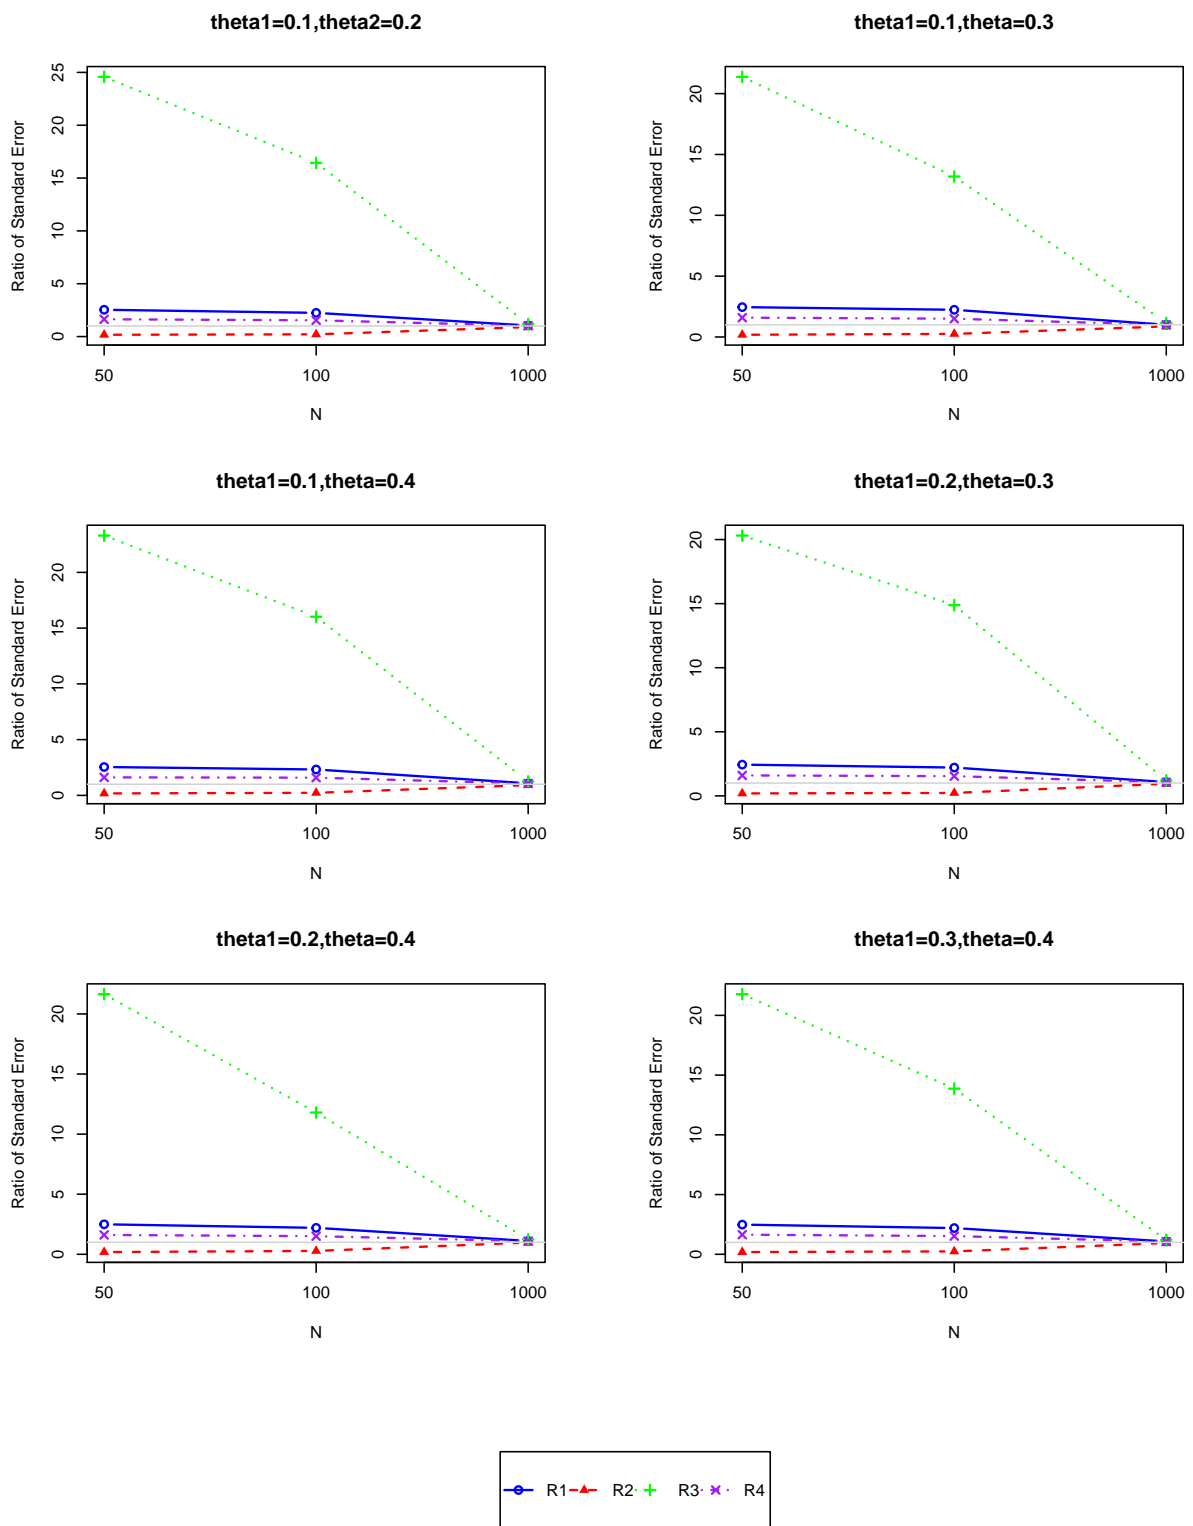 theta1=0.1,theta2=0.2
Ratio of Standard Error
25
20
15
10
5
0
50 100 1000
N
theta1=0.1,theta=0.3
Ratio of Standard Error
20
15
10
5
0
50 100 1000
N
theta1=0.1,theta=0.4
Ratio of Standard Error
20
15
10
5
0
50 100 1000
N
theta1=0.2,theta=0.3
Ratio of Standard Error
20
15
10
5
0
50 100 1000
N
theta1=0.2,theta=0.4
Ratio of Standard Error
20
15
10
5
0
50 100 1000
N
theta1=0.3,theta=0.4
Ratio of Standard Error
20
15
10
5
0
50 100 1000
N
R1 R2 R3 R4